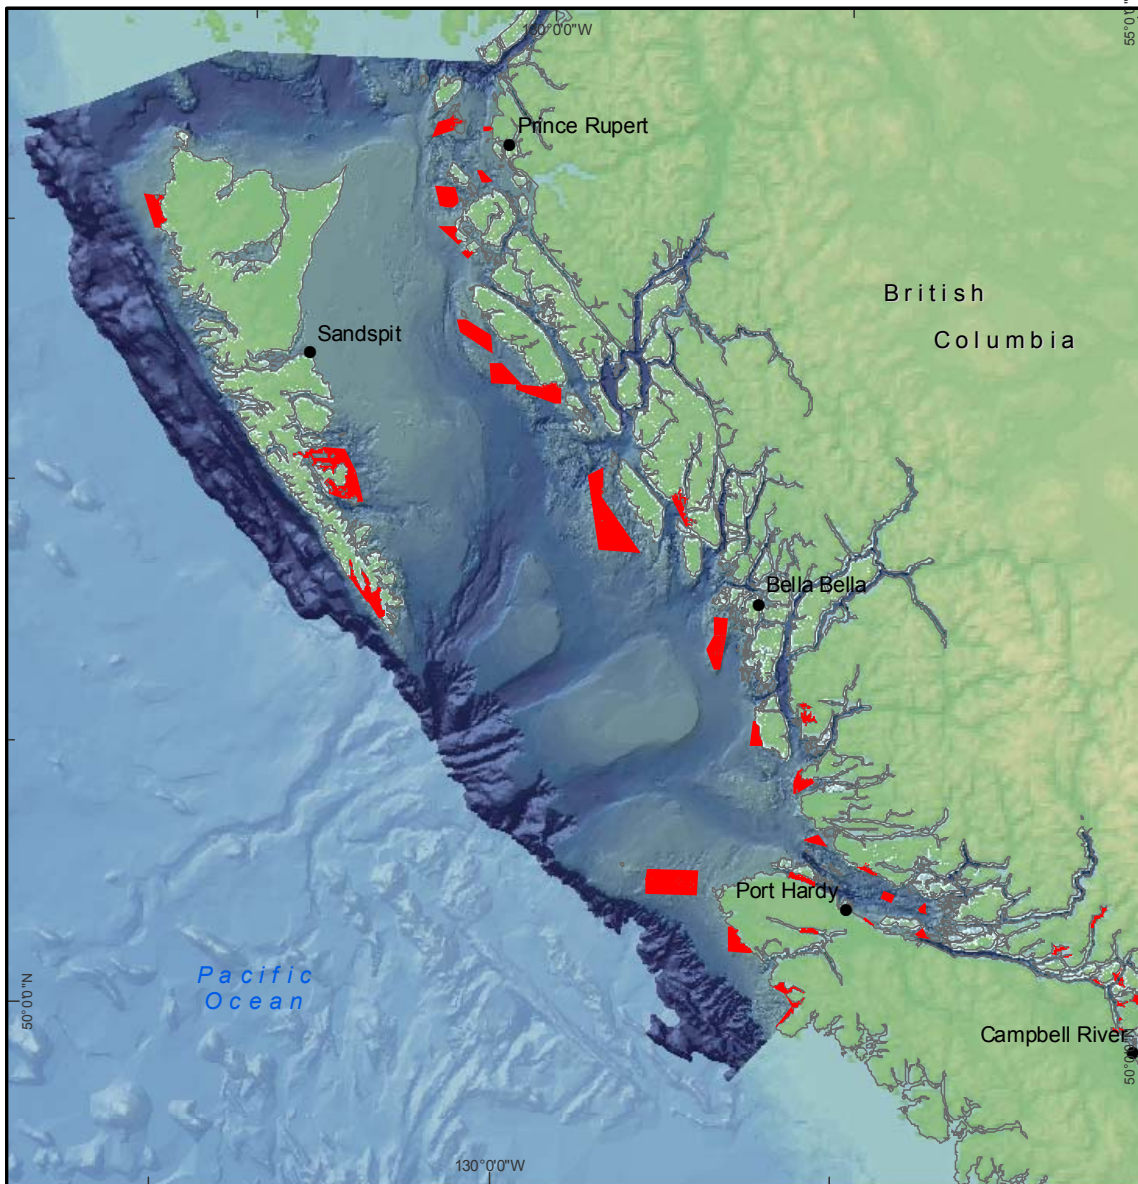 130°0'0"W
55°0'0"N
Prince Rupert
British
Columbia
Sandspit
Bella Bella
Port Hardy
Pacific
Ocean
50°0'0"N
Campbell River
50°0'0"N
130°0'0"W